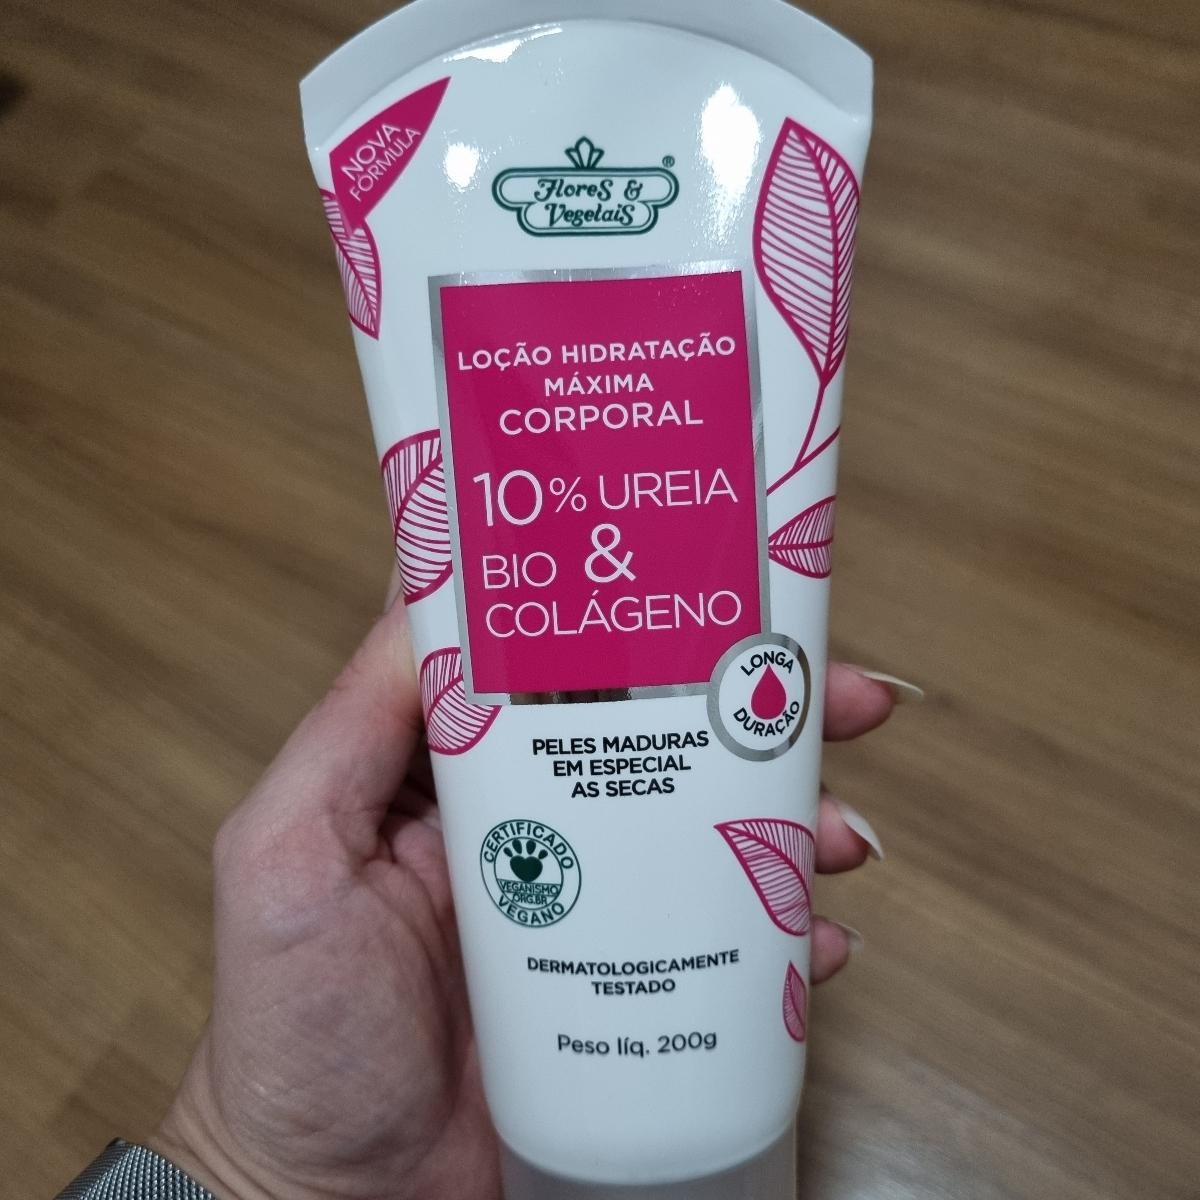 NOVA
FÓRMULA
Flores &
Vegetais
®
LOÇÃO HIDRATAÇÃO
MÁXIMA
CORPORAL
10% UREIA
&
BIO
COLÁGENO
LONGA
DURAÇÃO
PELES MADURAS
EM ESPECIAL
AS SECAS
CERTIFICADO
VEGANISMO
.ORG.BR
VEGANO
DERMATOLOGICAMENTE
TESTADO
Peso líq. 200g